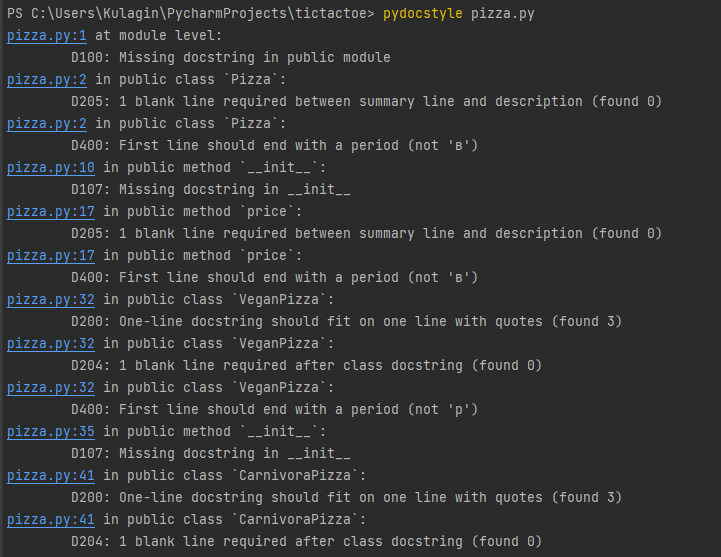 PS C:\Users\Kulagin\PycharmProjects\tictactoe> pydocstyle pizza.py
pizza.py:1 at module level:
        D100: Missing docstring in public module
pizza.py:2 in public class `Pizza`:
        D205: 1 blank line required between summary line and description (found 0)
pizza.py:2 in public class `Pizza`:
        D400: First line should end with a period (not 'в')
pizza.py:10 in public method `__init__`:
        D107: Missing docstring in __init__
pizza.py:17 in public method `price`:
        D205: 1 blank line required between summary line and description (found 0)
pizza.py:17 in public method `price`:
        D400: First line should end with a period (not 'в')
pizza.py:32 in public class `VeganPizza`:
        D200: One-line docstring should fit on one line with quotes (found 3)
pizza.py:32 in public class `VeganPizza`:
        D204: 1 blank line required after class docstring (found 0)
pizza.py:32 in public class `VeganPizza`:
        D400: First line should end with a period (not 'р')
pizza.py:35 in public method `__init__`:
        D107: Missing docstring in __init__
pizza.py:41 in public class `CarnivoraPizza`:
        D200: One-line docstring should fit on one line with quotes (found 3)
pizza.py:41 in public class `CarnivoraPizza`:
        D204: 1 blank line required after class docstring (found 0)